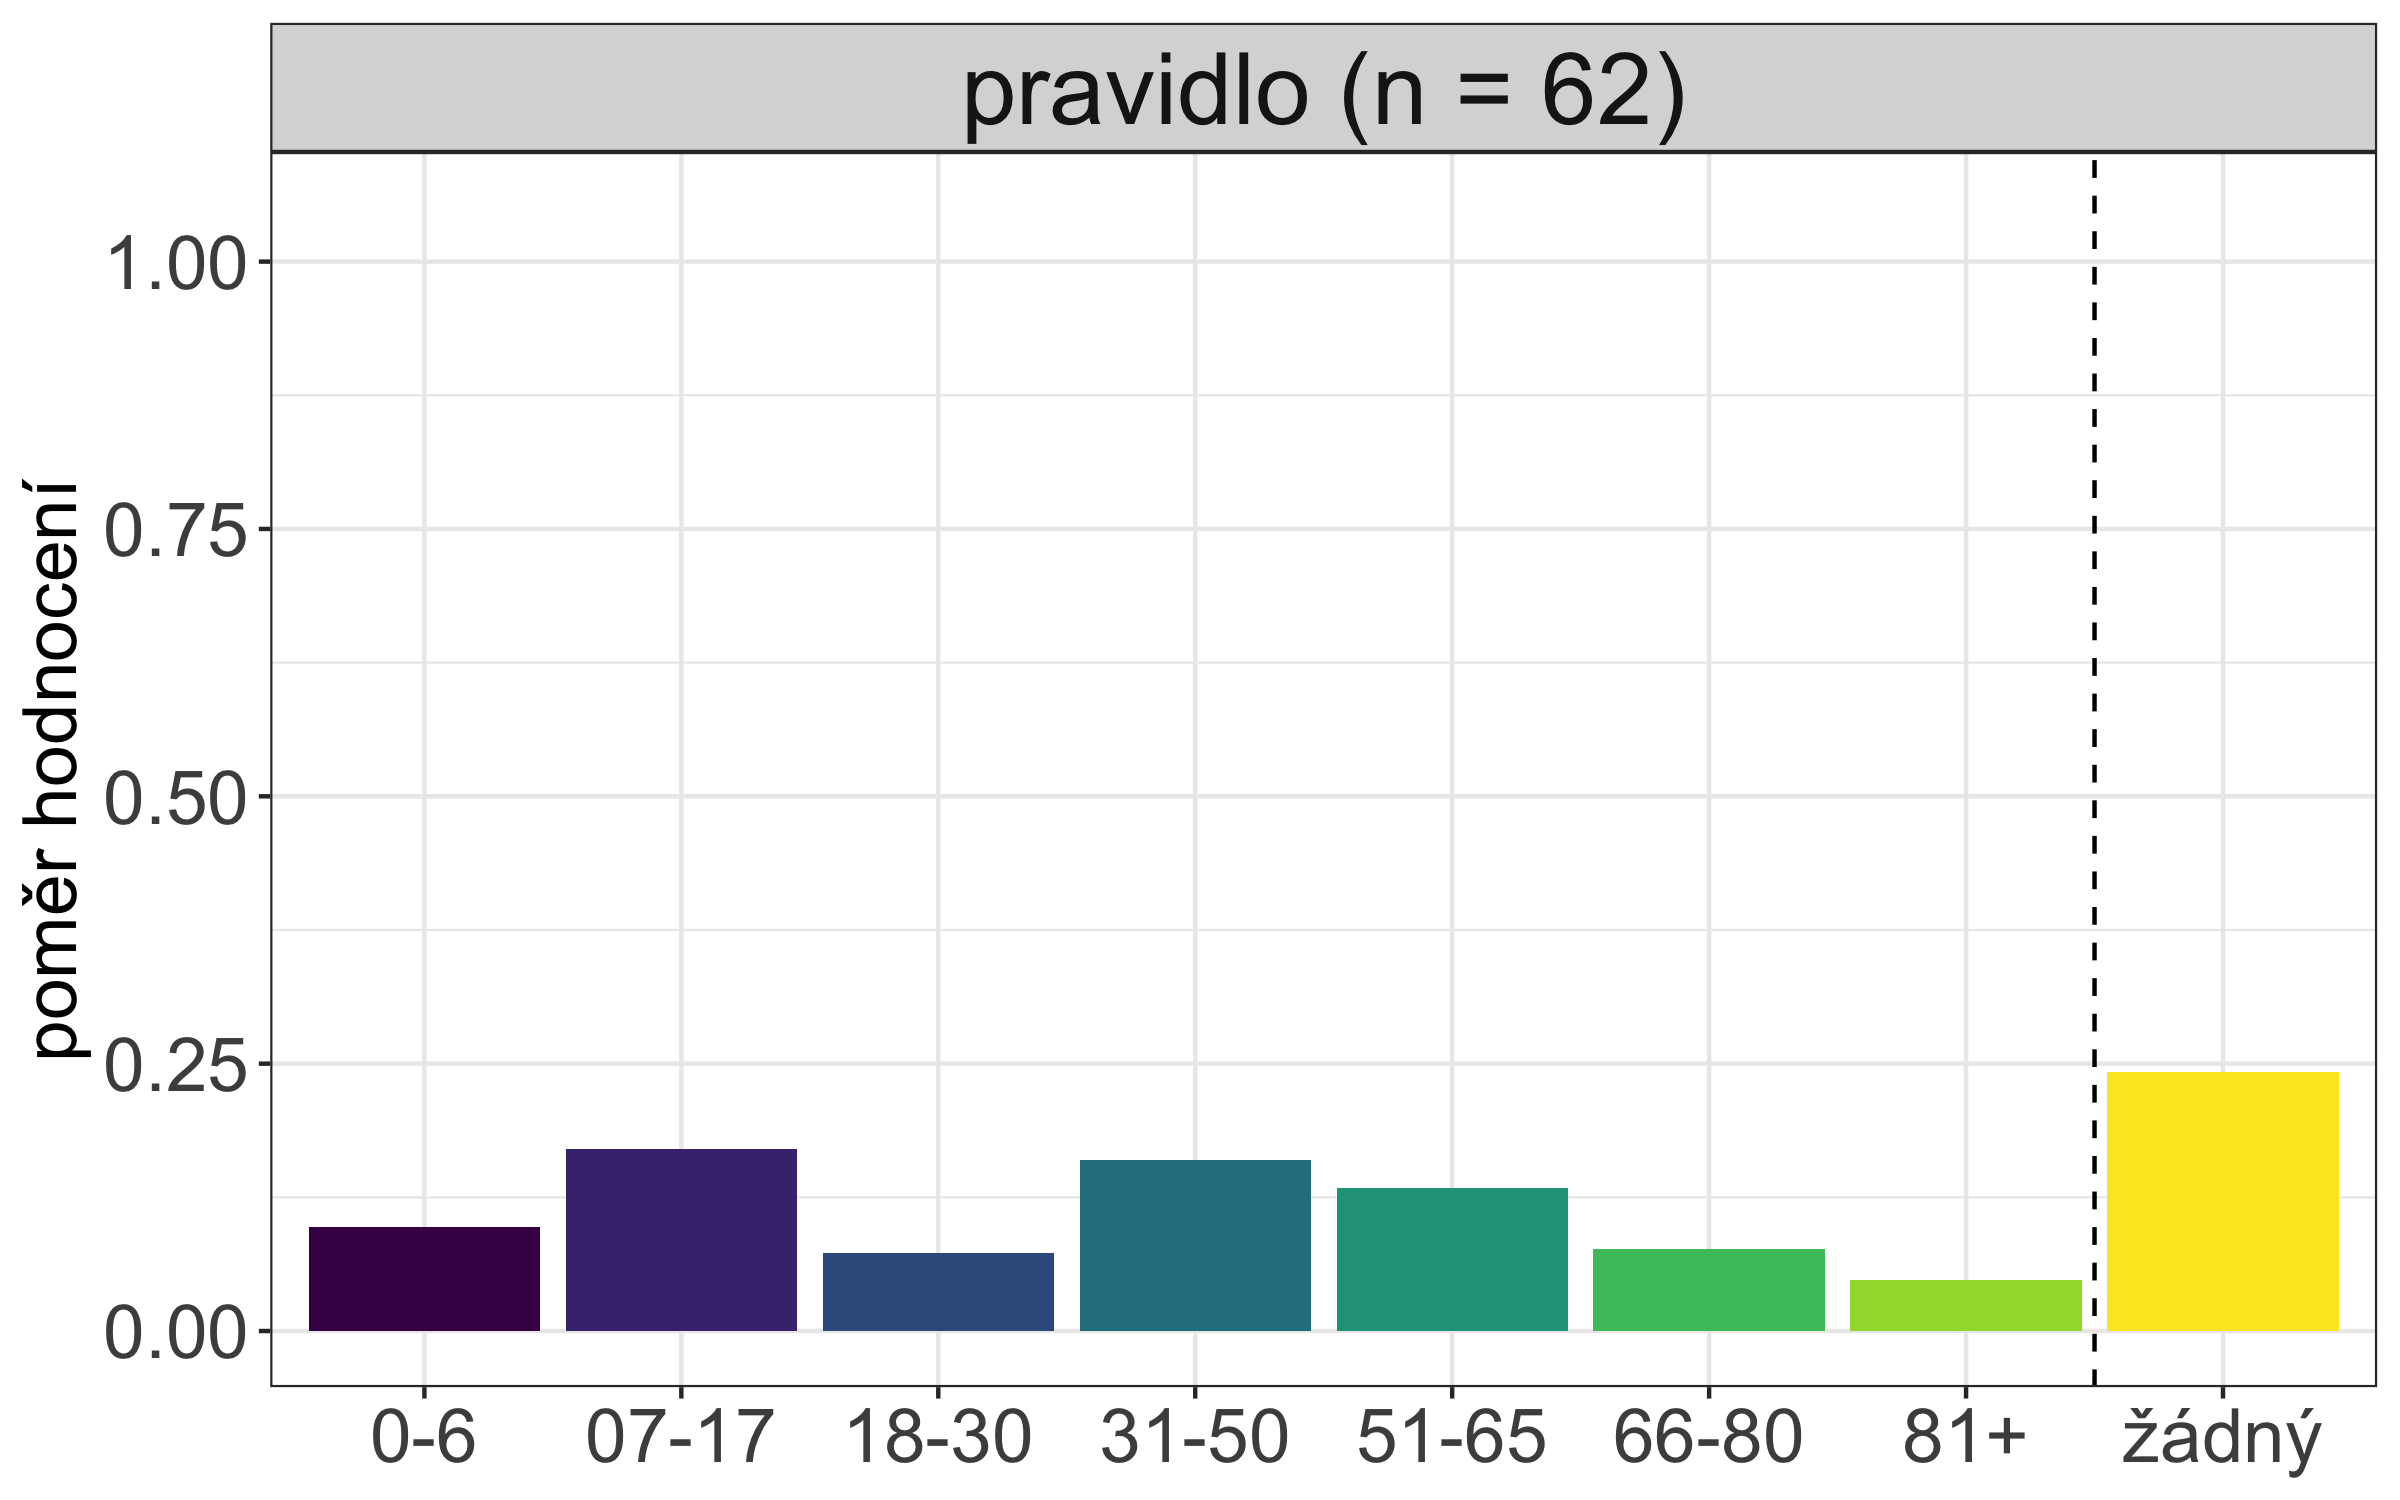 pravidlo (n = 62)
poměr hodnocení
1.00
0.75
0.50
0.25
0.00
0-6 07-17 18-30 31-50 51-65 66-80 81+ žádný